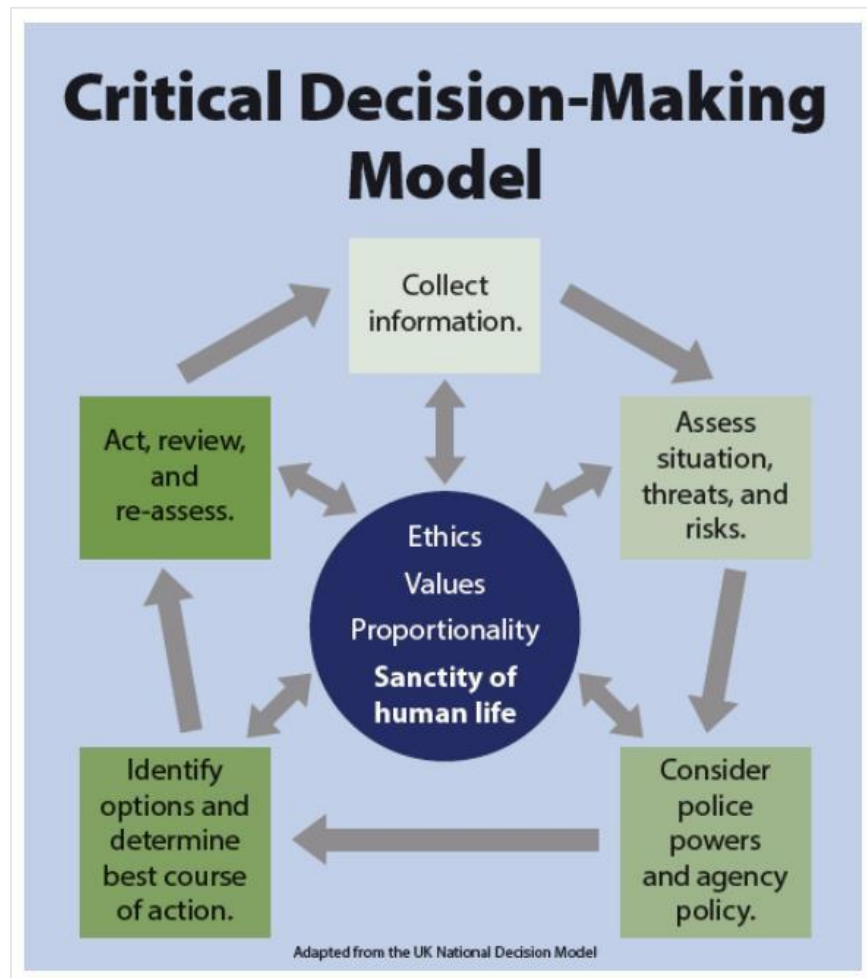 Critical Decision-Making
Model
Collect
information.
Assess
situation,
threats, and
risks.
Consider
police
powers
and agency
policy.
Identify
options and
determine
best course
of action.
Act, review,
and
re-assess.
Ethics
Values
Proportionality
Sanctity of
human life
Adapted from the UK National Decision Model